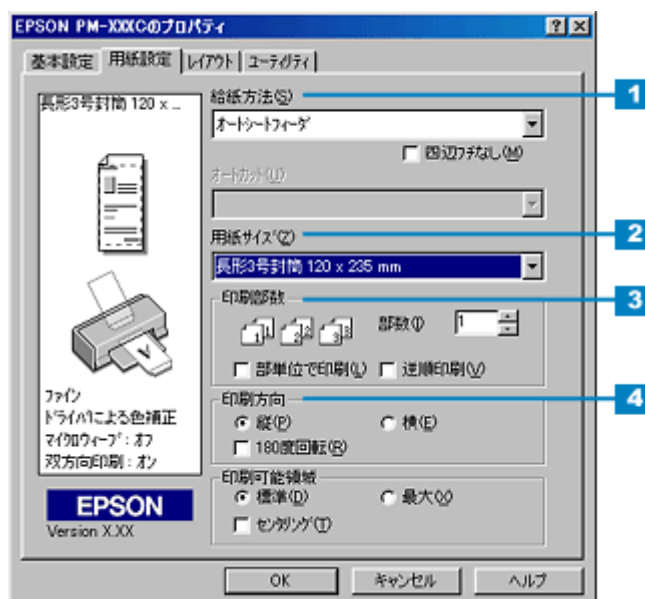 EPSON PM-XXXCのプロパティ
基本設定 用紙設定 レイアウト ユーティリティ
長形3号封筒 120 x ...
ファイン
ドライバによる色補正
マイクロウィーブ：オフ
双方向印刷：オン
EPSON
Version X.XX
給紙方法(S)
1
オートシートフィーダ
四辺フチなし(M)
オートカット(U)
用紙サイズ(Z)
2
長形3号封筒 120 x 235 mm
印刷部数
3
部数(I) 1
部単位で印刷(L) 逆順印刷(V)
印刷方向
4
縦(P) 横(E)
180度回転(R)
印刷可能領域
標準(D) 最大(X)
センタリング(T)
OK キャンセル ヘルプ